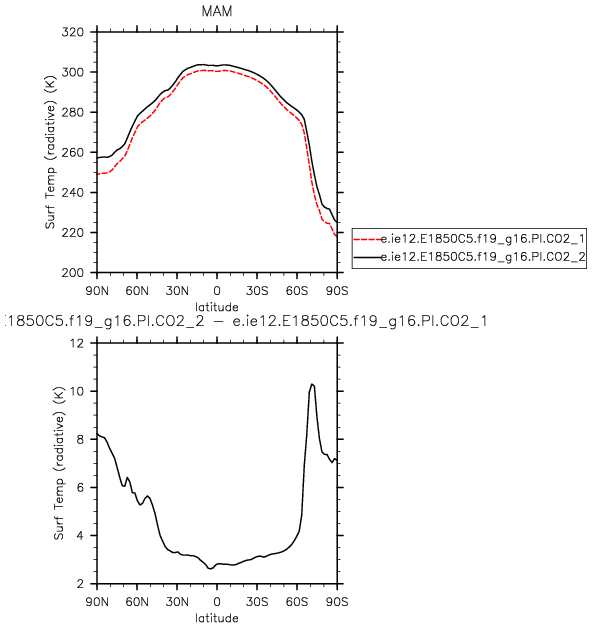 MAM
320
300
280
260
240
220
200
Surf Temp (radiative) (K)
90N 60N 30N 0 30S 60S 90S
latitude
e.ie12.E1850C5.f19_g16.PI.CO2_1
e.ie12.E1850C5.f19_g16.PI.CO2_2
:1850C5.f19_g16.PI.CO2_2 − e.ie12.E1850C5.f19_g16.PI.CO2_1
12
10
8
6
4
2
Surf Temp (radiative) (K)
90N 60N 30N 0 30S 60S 90S
latitude